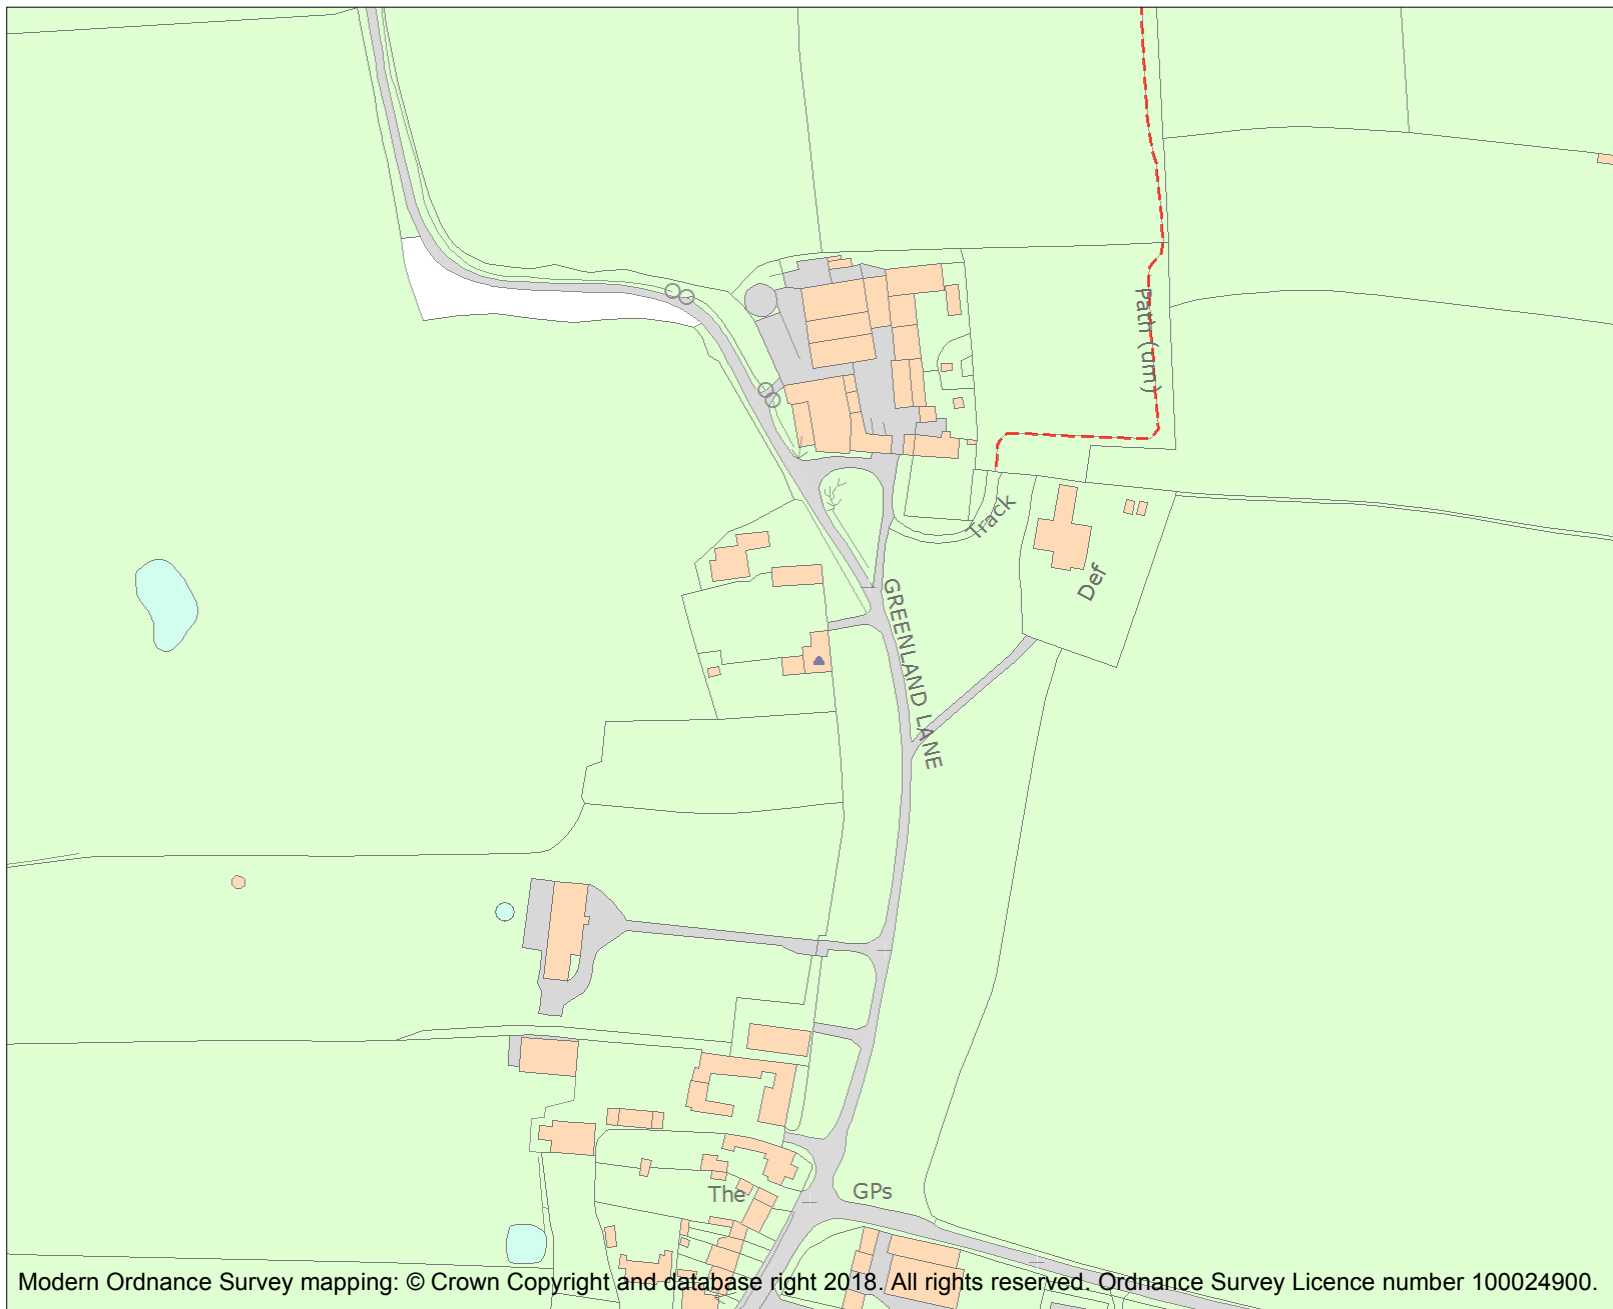 Path (um)
Track
Def
GREENLAND LANE
The
GPs
Modern Ordnance Survey mapping: © Crown Copyright and database right 2018. All rights reserved. Ordnance Survey Licence number 100024900.